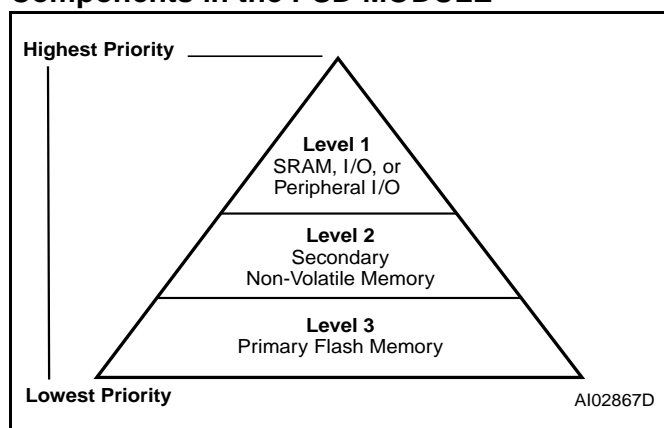 Components in the PSD MODULE
Highest Priority
Level 1
SRAM, I/O, or
Peripheral I/O
Level 2
Secondary
Non-Volatile Memory
Level 3
Primary Flash Memory
Lowest Priority
AI02867D